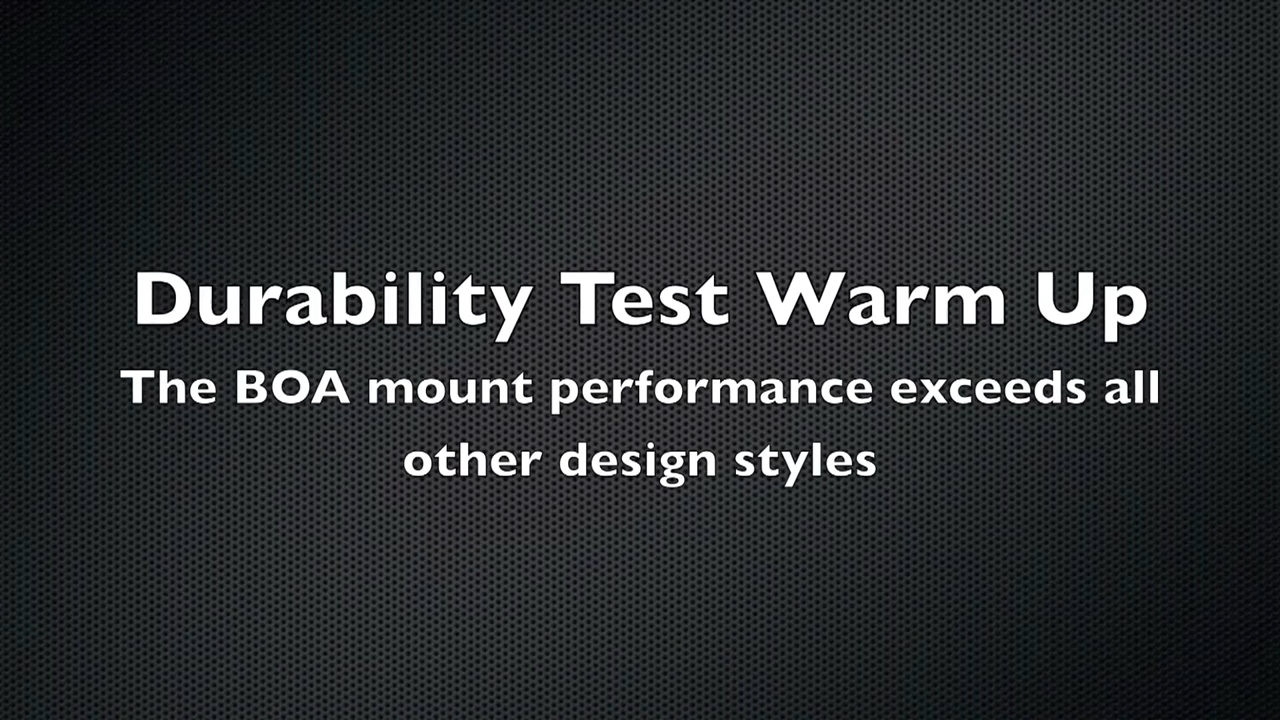 Durability Test Warm Up
The BOA mount performance exceeds all
other design styles